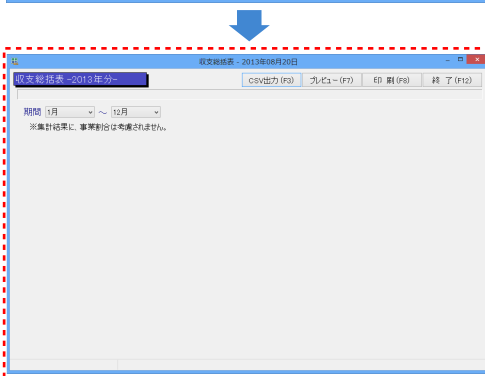 収支総括表 - 2013年08月20日
収支総括表 -2013年分-
CSV出力(F3) プレビュー(F7) 印 刷(F8) 終 了(F12)
期間 1月 ～ 12月
※集計結果に、事業割合は考慮されません。